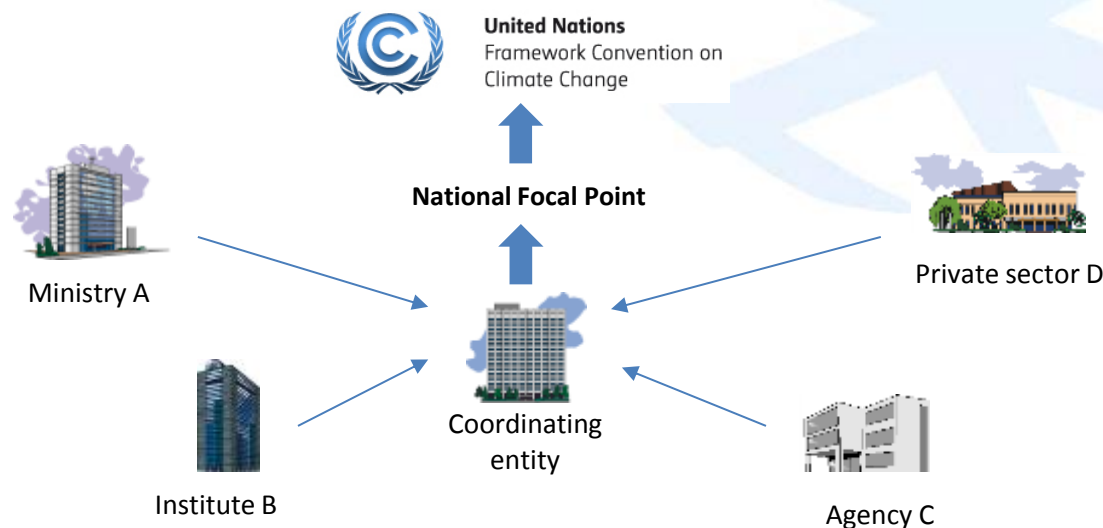 United Nations
Framework Convention on
Climate Change
National Focal Point
Ministry A
Private sector D
Coordinating
entity
Institute B
Agency C